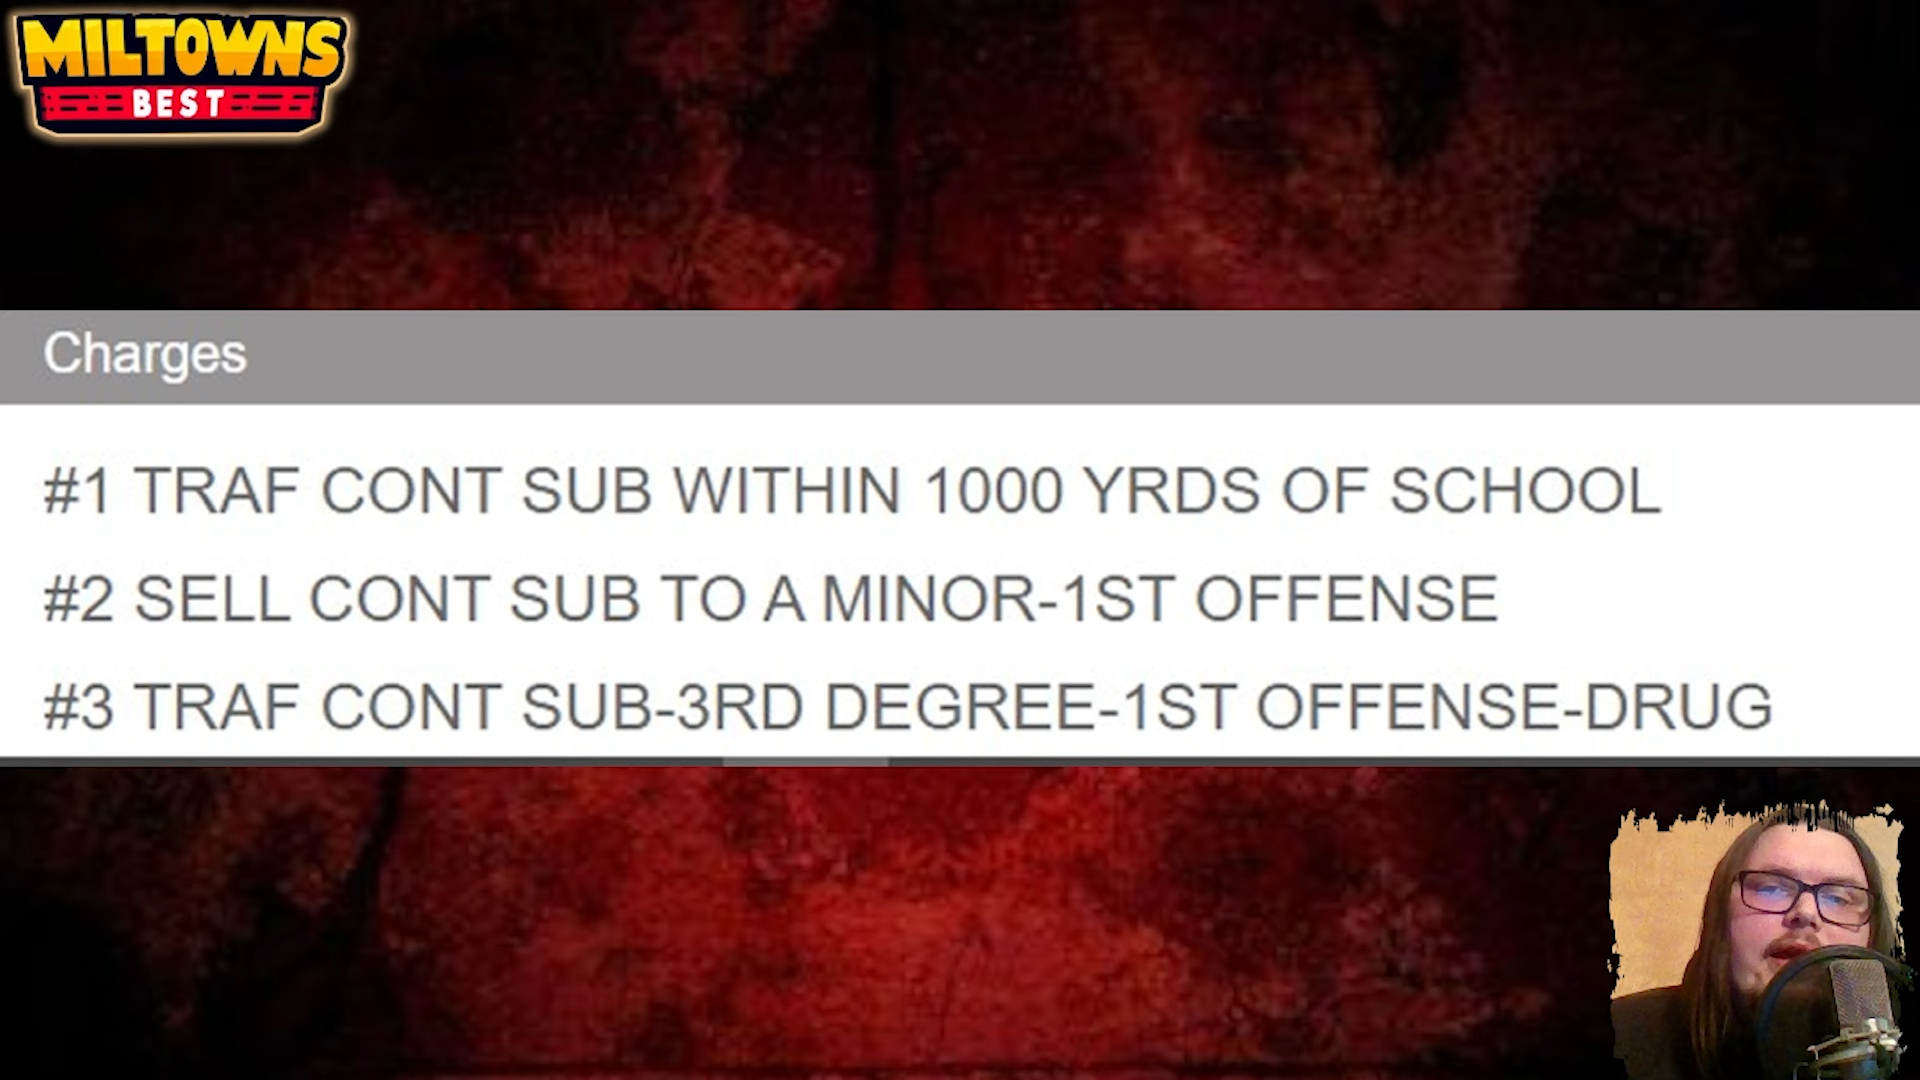 MILTOWNS
BEST
Charges
#1 TRAF CONT SUB WITHIN 1000 YRDS OF SCHOOL
#2 SELL CONT SUB TO A MINOR-1ST OFFENSE
#3 TRAF CONT SUB-3RD DEGREE-1ST OFFENSE-DRUG